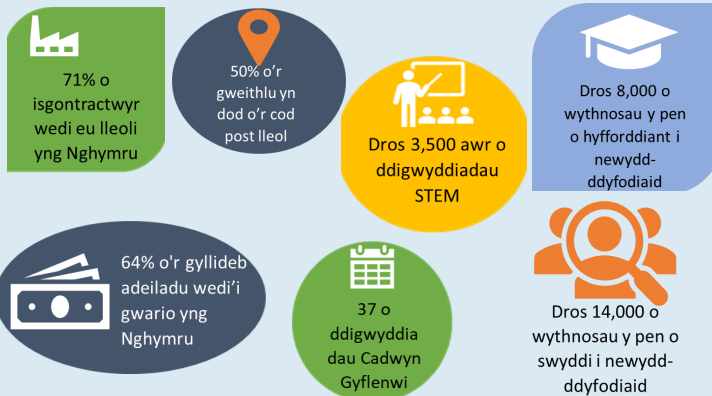 71% o
isgontractwyr
wedi eu lleoli
yng Nghymru
50% o'r
gweithlu yn
dod o'r cod
post lleol
Dros 3,500 awr o
ddigwyddiadau
STEM
Dros 8,000 o
wythnosau y pen
o hyfforddiant i
newydd-
ddyfodiaid
64% o'r gyllideb
adeiladu wedi'i
gwario yng
Nghymru
37 o
ddigwyddia
dau Cadwyn
Gyflenwi
Dros 14,000 o
wythnosau y pen o
swyddi i newydd-
ddyfodiaid